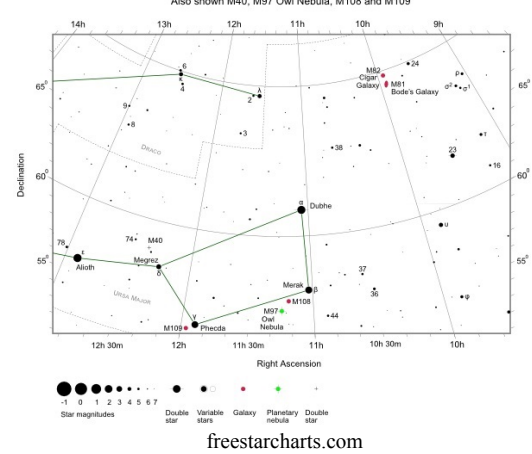 Also shown M40, M97 Owl Nebula, M108 and M109
14h
13h
12h
11h
10h
9h
6
κ
4
λ
2
M82
Cigar
Galaxy
24
M81
Bode's Galaxy
ρ
σ² σ¹
65°
65°
9
8
3
DRACO
38
τ
23
16
60°
60°
Declination
α
Dubhe
υ
78
ε
Alioth
74
M40
Megrez
δ
55°
55°
37
36
Merak
β
M108
M97
Owl
Nebula
φ
URSA MAJOR
γ
M109
Phecda
44
12h 30m
12h
11h 30m
11h
10h 30m
10h
Right Ascension
-1 0 1 2 3 4 5 6 7
Star magnitudes
Double
star
Variable
stars
Galaxy
Planetary
nebula
Double
star
freestarcharts.com